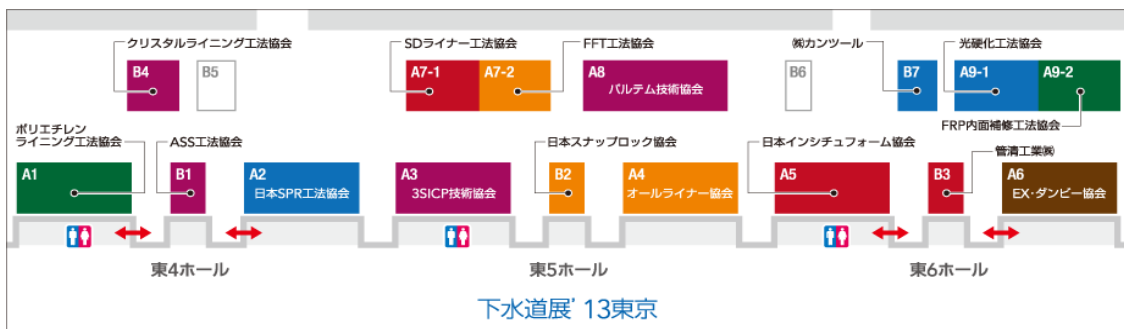 クリスタルライニング工法協会
SDライナー工法協会
FFT工法協会
㈱カンツール
光硬化工法協会
B4
B5
A7-1
A7-2
A8
パルテム技術協会
B6
B7
A9-1
A9-2
FRP内面補修工法協会
ポリエチレン
ライニング工法協会
ASS工法協会
日本スナップロック協会
日本インシチュフォーム協会
管清工業㈱
A1
B1
A2
日本SPR工法協会
A3
3SICP技術協会
B2
A4
オールライナー協会
A5
B3
A6
EX・ダンビー協会
東4ホール
東5ホール
東6ホール
下水道展' 13東京